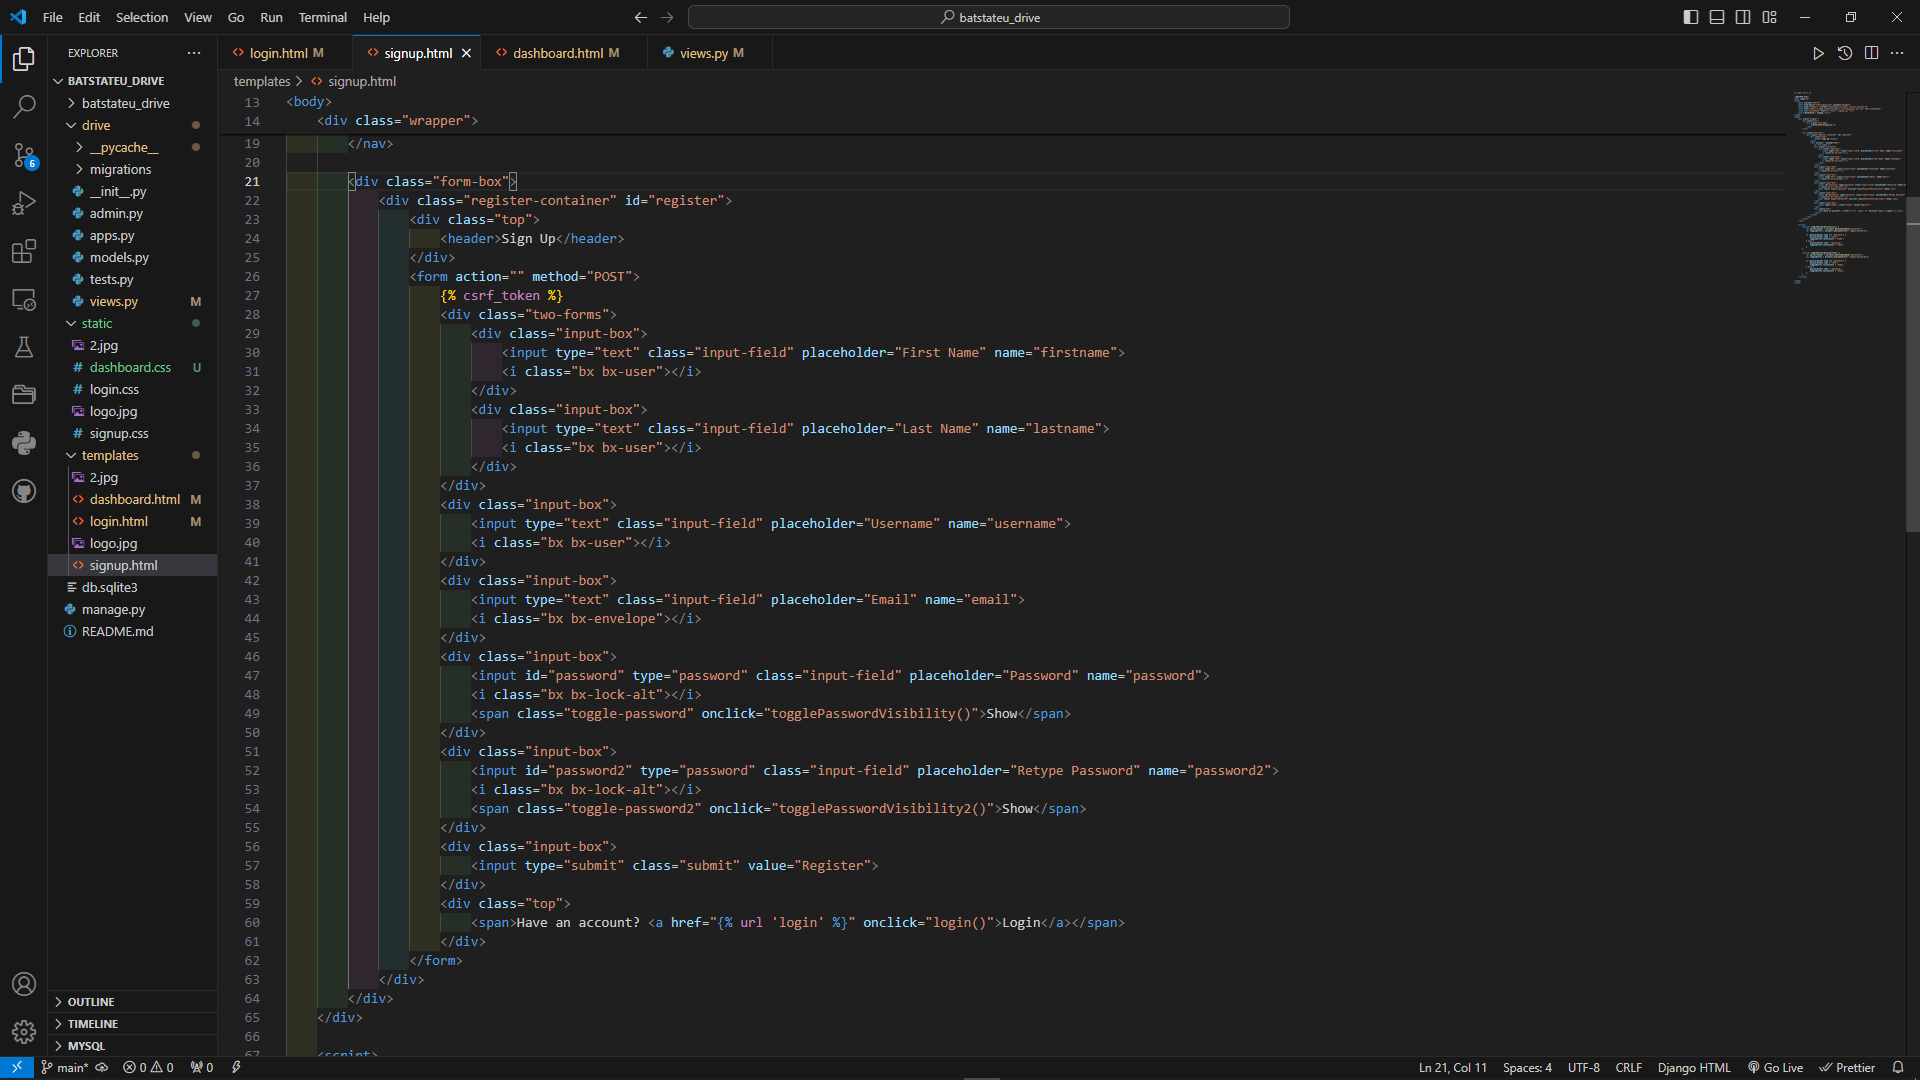 File Edit Selection View Go Run Terminal Help
batstateu_drive
EXPLORER
login.html M
signup.html
dashboard.html M
views.py M
templates > signup.html
BATSTATEU_DRIVE
batstateu_drive
drive
__pycache__
migrations
__init__.py
admin.py
apps.py
models.py
tests.py
views.py M
static
2.jpg
dashboard.css U
login.css
logo.jpg
signup.css
templates
2.jpg
dashboard.html M
login.html M
logo.jpg
signup.html
db.sqlite3
manage.py
README.md
OUTLINE
TIMELINE
MYSQL
6
13 <body>
14 <div class="wrapper">
19 </nav>
20
21 <div class="form-box">
22 <div class="register-container" id="register">
23 <div class="top">
24 <header>Sign Up</header>
25 </div>
26 <form action="" method="POST">
27 {% csrf_token %}
28 <div class="two-forms">
29 <div class="input-box">
30 <input type="text" class="input-field" placeholder="First Name" name="firstname">
31 <i class="bx bx-user"></i>
32 </div>
33 <div class="input-box">
34 <input type="text" class="input-field" placeholder="Last Name" name="lastname">
35 <i class="bx bx-user"></i>
36 </div>
37 </div>
38 <div class="input-box">
39 <input type="text" class="input-field" placeholder="Username" name="username">
40 <i class="bx bx-user"></i>
41 </div>
42 <div class="input-box">
43 <input type="text" class="input-field" placeholder="Email" name="email">
44 <i class="bx bx-envelope"></i>
45 </div>
46 <div class="input-box">
47 <input id="password" type="password" class="input-field" placeholder="Password" name="password">
48 <i class="bx bx-lock-alt"></i>
49 <span class="toggle-password" onclick="togglePasswordVisibility()">Show</span>
50 </div>
51 <div class="input-box">
52 <input id="password2" type="password" class="input-field" placeholder="Retype Password" name="password2">
53 <i class="bx bx-lock-alt"></i>
54 <span class="toggle-password2" onclick="togglePasswordVisibility2()">Show</span>
55 </div>
56 <div class="input-box">
57 <input type="submit" class="submit" value="Register">
58 </div>
59 <div class="top">
60 <span>Have an account? <a href="{% url 'login' %}" onclick="login()">Login</a></span>
61 </div>
62 </form>
63 </div>
64 </div>
65 </div>
66
67 <script>
main* 0 0 0
Ln 21, Col 11 Spaces: 4 UTF-8 CRLF Django HTML Go Live Prettier